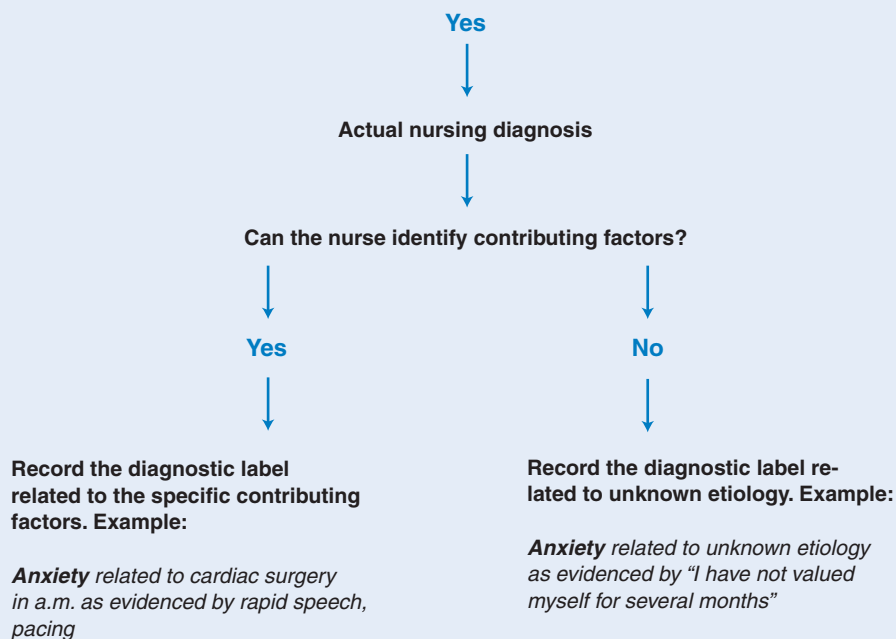 Yes
Actual nursing diagnosis
Can the nurse identify contributing factors?
Yes
No
Record the diagnostic label
related to the specific contributing
factors. Example:
Anxiety related to cardiac surgery
in a.m. as evidenced by rapid speech,
pacing
Record the diagnostic label re-
lated to unknown etiology. Example:
Anxiety related to unknown etiology
as evidenced by “I have not valued
myself for several months”